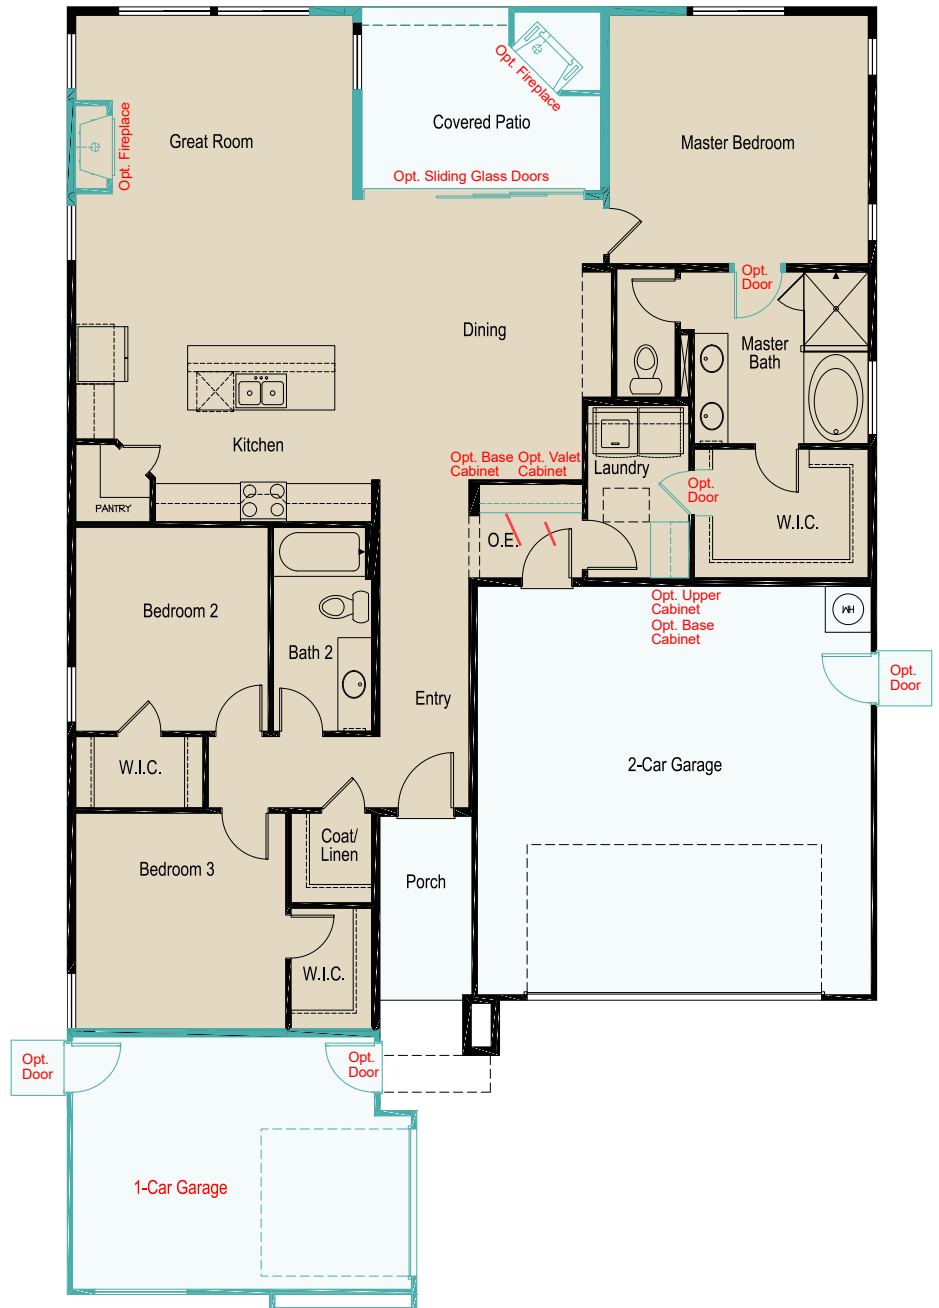 Opt. Fireplace
Great Room
Opt. Fireplace
Covered Patio
Opt. Sliding Glass Doors
Master Bedroom
Opt.
Door
Dining
Master
Bath
Kitchen
Opt. Base
Cabinet
Opt. Valet
Cabinet
Laundry
Opt.
Door
W.I.C.
PANTRY
O.E.
Bedroom 2
Bath 2
Opt. Upper
Cabinet
Opt. Base
Cabinet
HM
Opt.
Door
Entry
W.I.C.
2-Car Garage
Coat/
Linen
Bedroom 3
Porch
W.I.C.
Opt.
Door
Opt.
Door
1-Car Garage